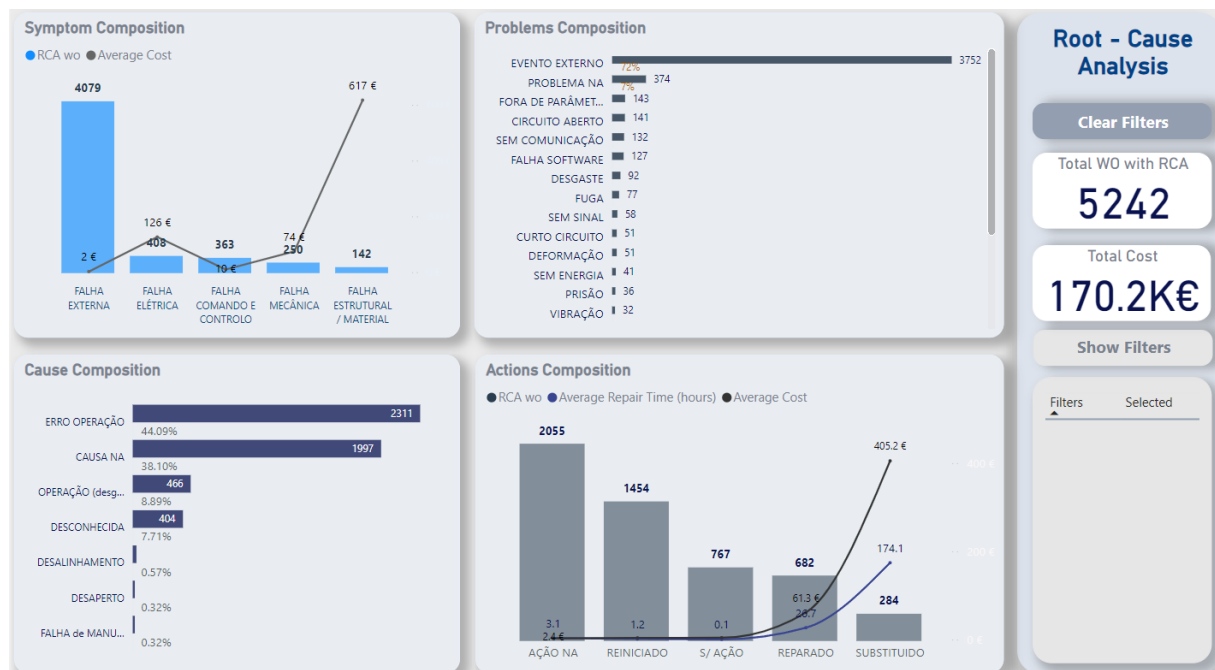 Symptom Composition
RCA wo Average Cost
4079
617 €
126 €
408
363
74 €
250
142
2 €
10 €
FALHA EXTERNA
FALHA ELÉTRICA
FALHA COMANDO E CONTROLO
FALHA MECÂNICA
FALHA ESTRUTURAL / MATERIAL
Problems Composition
EVENTO EXTERNO 3752
72%
PROBLEMA NA 374
7%
FORA DE PARÂMET... 143
CIRCUITO ABERTO 141
SEM COMUNICAÇÃO 132
FALHA SOFTWARE 127
DESGASTE 92
FUGA 77
SEM SINAL 58
CURTO CIRCUITO 51
DEFORMAÇÃO 51
SEM ENERGIA 41
PRISÃO 36
VIBRAÇÃO 32
Root - Cause
Analysis
Clear Filters
Total WO with RCA
5242
Total Cost
170.2K€
Show Filters
Filters Selected
Cause Composition
ERRO OPERAÇÃO 2311
44.09%
CAUSA NA 1997
38.10%
OPERAÇÃO (desg... 466
8.89%
DESCONHECIDA 404
7.71%
DESALINHAMENTO
0.57%
DESAPERTO
0.32%
FALHA de MANU...
0.32%
Actions Composition
RCA wo Average Repair Time (hours) Average Cost
2055
1454
767
682
284
405.2 €
174.1
61.3 €
26.7
3.1
2.4 €
1.2
0.1
400 €
200 €
0 €
AÇÃO NA
REINICIADO
S/ AÇÃO
REPARADO
SUBSTITUIDO